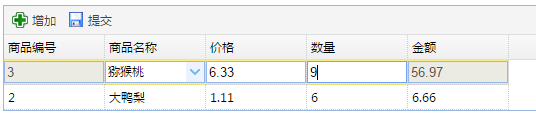 增加 提交
商品编号 商品名称 价格 数量 金额
3 猕猴桃 6.33 9 56.97
2 大鸭梨 1.11 6 6.66